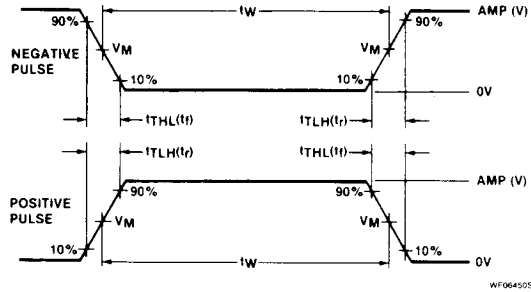 tW
AMP (V)
90%
90%
NEGATIVE
PULSE
VM
VM
10%
10%
0V
tTHL(tf)
tTLH(tr)
tTLH(tr)
tTHL(tf)
AMP (V)
90%
90%
POSITIVE
PULSE
VM
VM
10%
10%
tW
0V
WF06450S